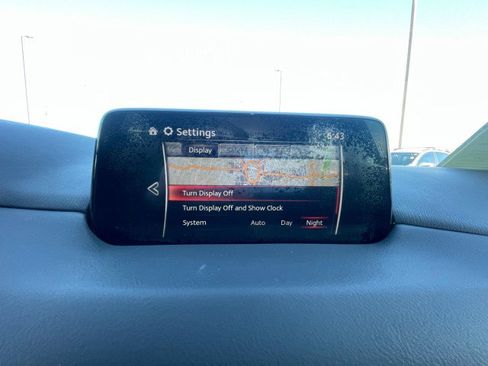 Settings
6:43
Display
Turn Display Off
Turn Display Off and Show Clock
System Auto Day Night